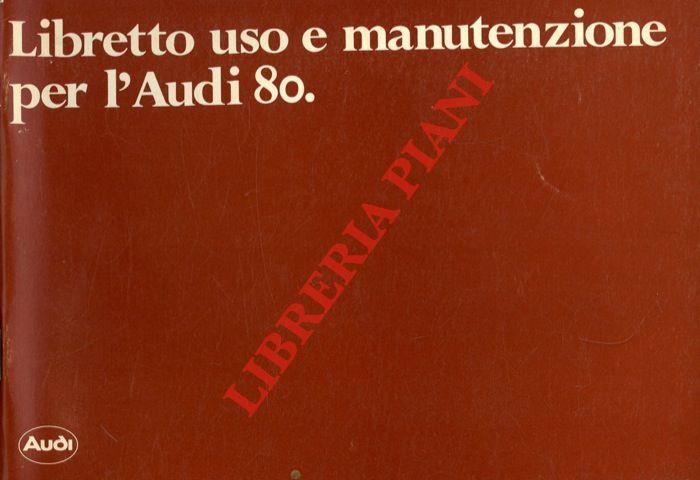 Libretto uso e manutenzione
per l'Audi 80.
LIBRERIA PIANI
Audi